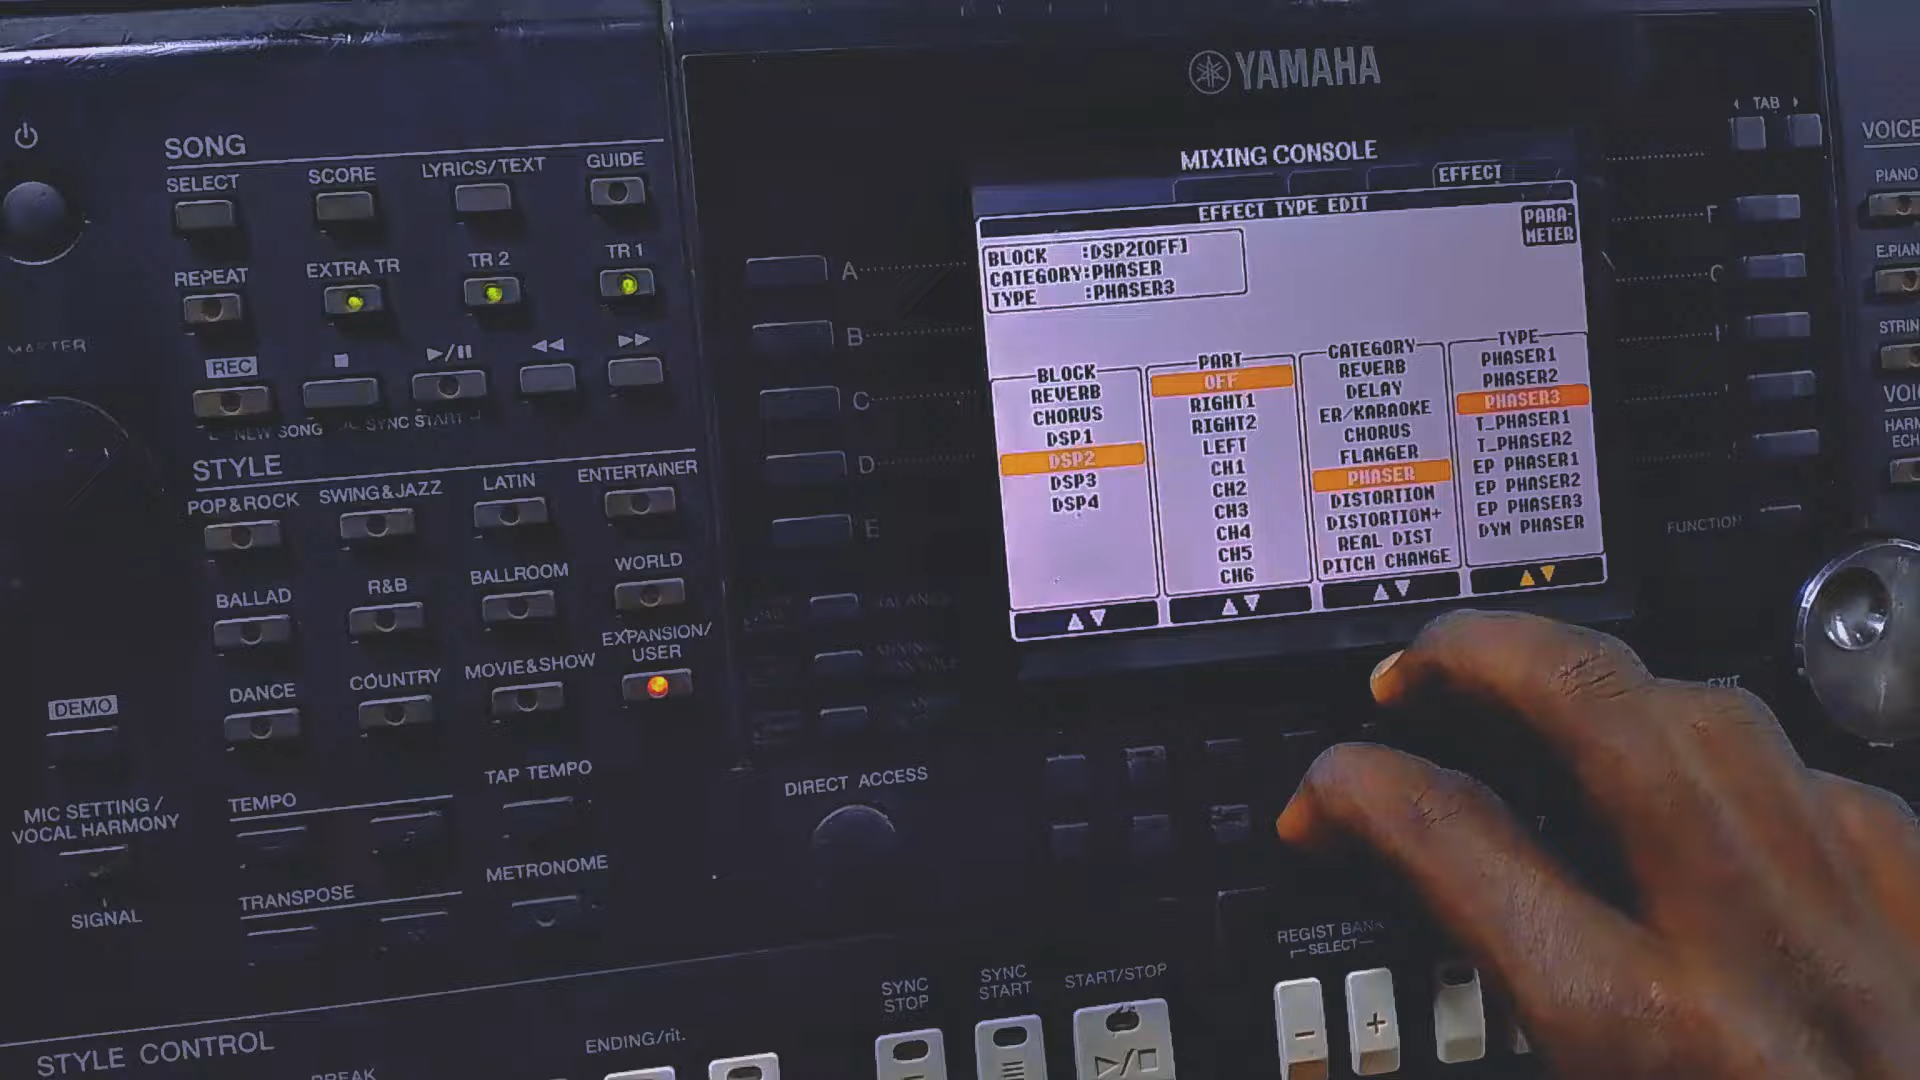 YAMAHA
TAB
VOICE
SONG
SELECT
SCORE
LYRICS/TEXT
GUIDE
PIANO
REPEAT
EXTRA TR
TR 2
TR 1
E.PIAN
REC
STRIN
NEW SONG
SYNC START
STYLE
POP&ROCK
SWING&JAZZ
LATIN
ENTERTAINER
BALLAD
R&B
BALLROOM
WORLD
DANCE
COUNTRY
MOVIE&SHOW
EXPANSION/
USER
DEMO
MIC SETTING /
VOCAL HARMONY
SIGNAL
TEMPO
TAP TEMPO
TRANSPOSE
METRONOME
STYLE CONTROL
BREAK
ENDING/rit.
A
B
C
D
E
MIXING CONSOLE
EFFECT
EFFECT TYPE EDIT
PARA-
METER
BLOCK :DSP2[OFF]
CATEGORY:PHASER
TYPE :PHASER3
BLOCK
REVERB
CHORUS
DSP1
DSP2
DSP3
DSP4
PART
OFF
RIGHT1
RIGHT2
LEFT
CH1
CH2
CH3
CH4
CH5
CH6
CATEGORY
REVERB
DELAY
ER/KARAOKE
CHORUS
FLANGER
PHASER
DISTORTION
DISTORTION+
REAL DIST
PITCH CHANGE
TYPE
PHASER1
PHASER2
PHASER3
T_PHASER1
T_PHASER2
EP PHASER1
EP PHASER2
EP PHASER3
DYN PHASER
F
FUNCTION
EXIT
DIRECT ACCESS
7
SYNC
STOP
SYNC
START
START/STOP
REGIST BANK
SELECT
−
+